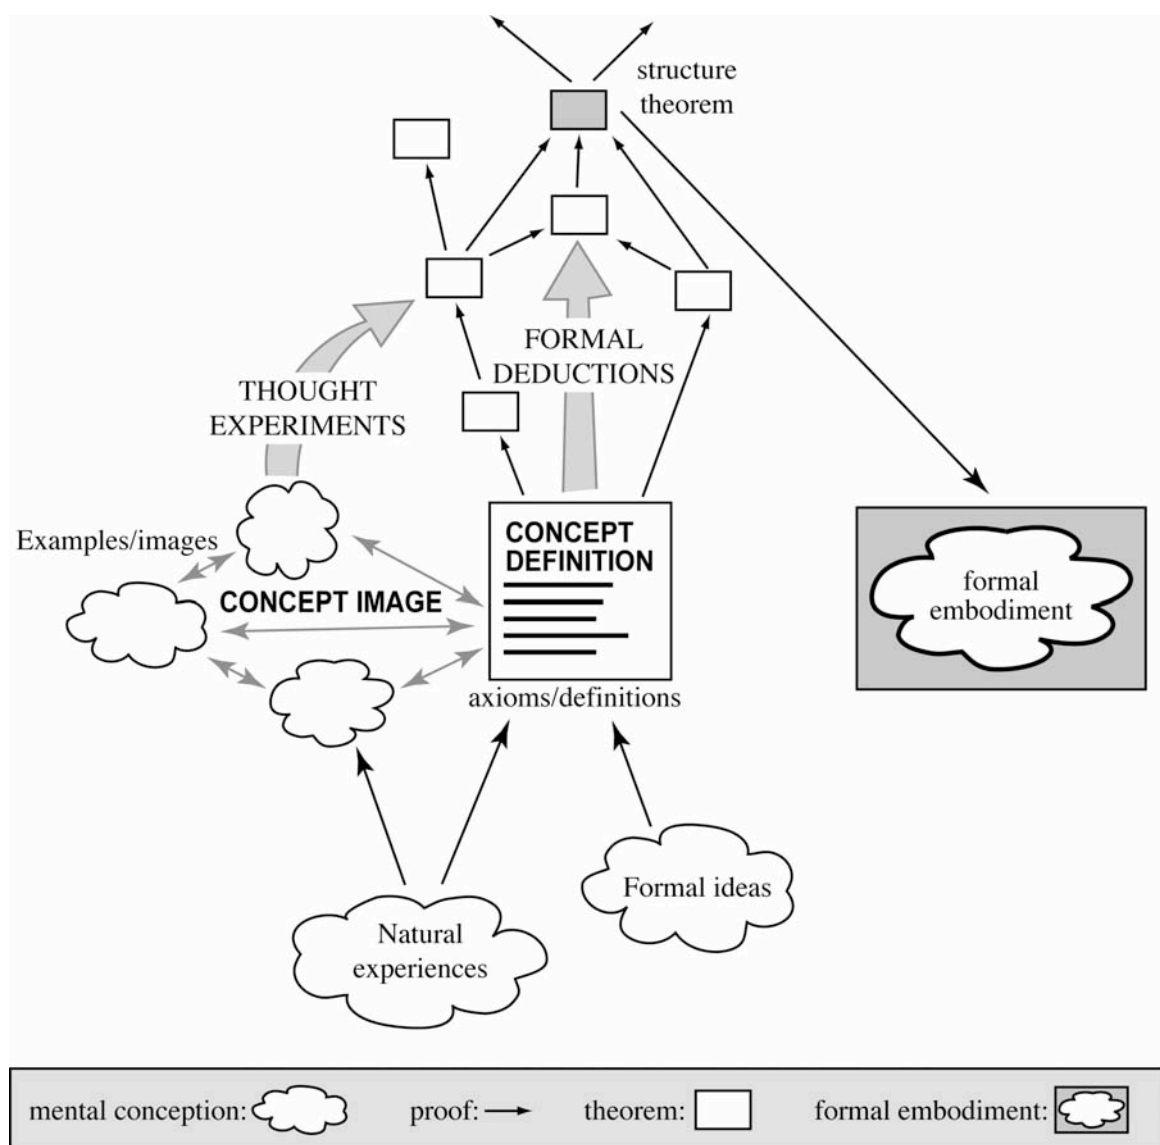 structure
theorem
FORMAL
DEDUCTIONS
THOUGHT
EXPERIMENTS
CONCEPT
DEFINITION
Examples/images
CONCEPT IMAGE
formal
embodiment
axioms/definitions
Formal ideas
Natural
experiences
mental conception: proof: theorem: formal embodiment: